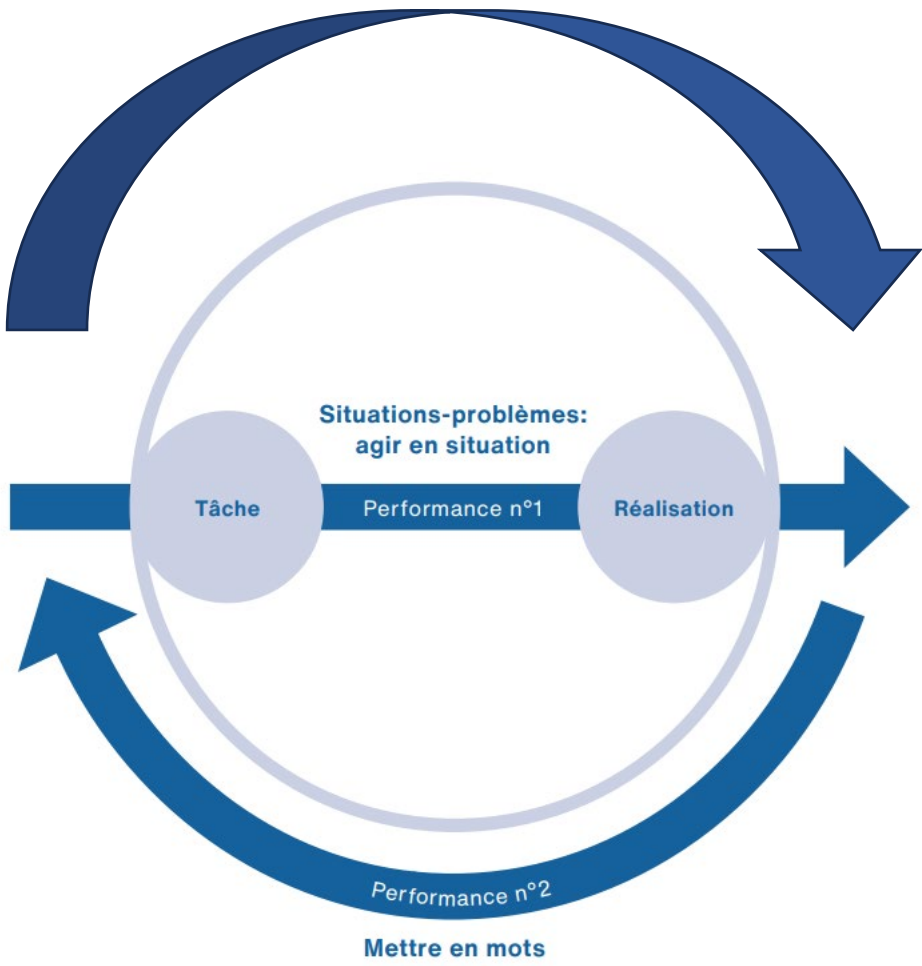 Situations-problèmes:
agir en situation
Tâche
Performance n°1
Réalisation
Performance n°2
Mettre en mots